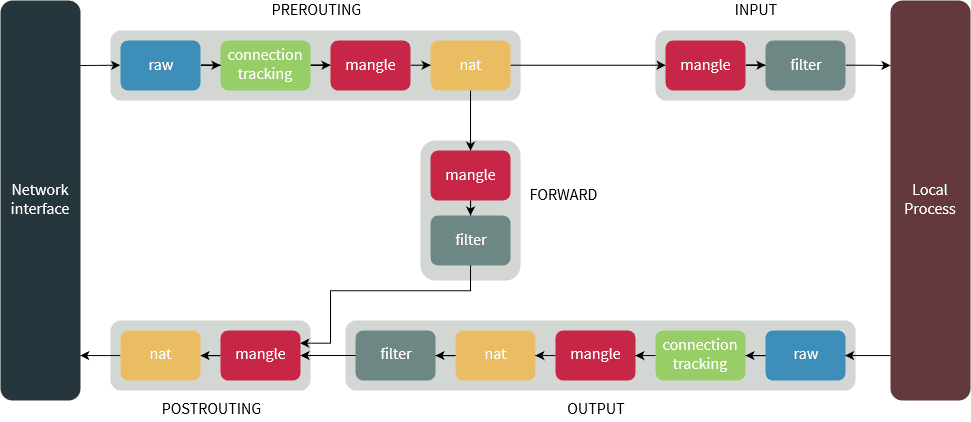 PREROUTING
INPUT
raw
connection
tracking
mangle
nat
mangle
filter
Network
interface
mangle
filter
FORWARD
Local
Process
nat
mangle
filter
nat
mangle
connection
tracking
raw
POSTROUTING
OUTPUT